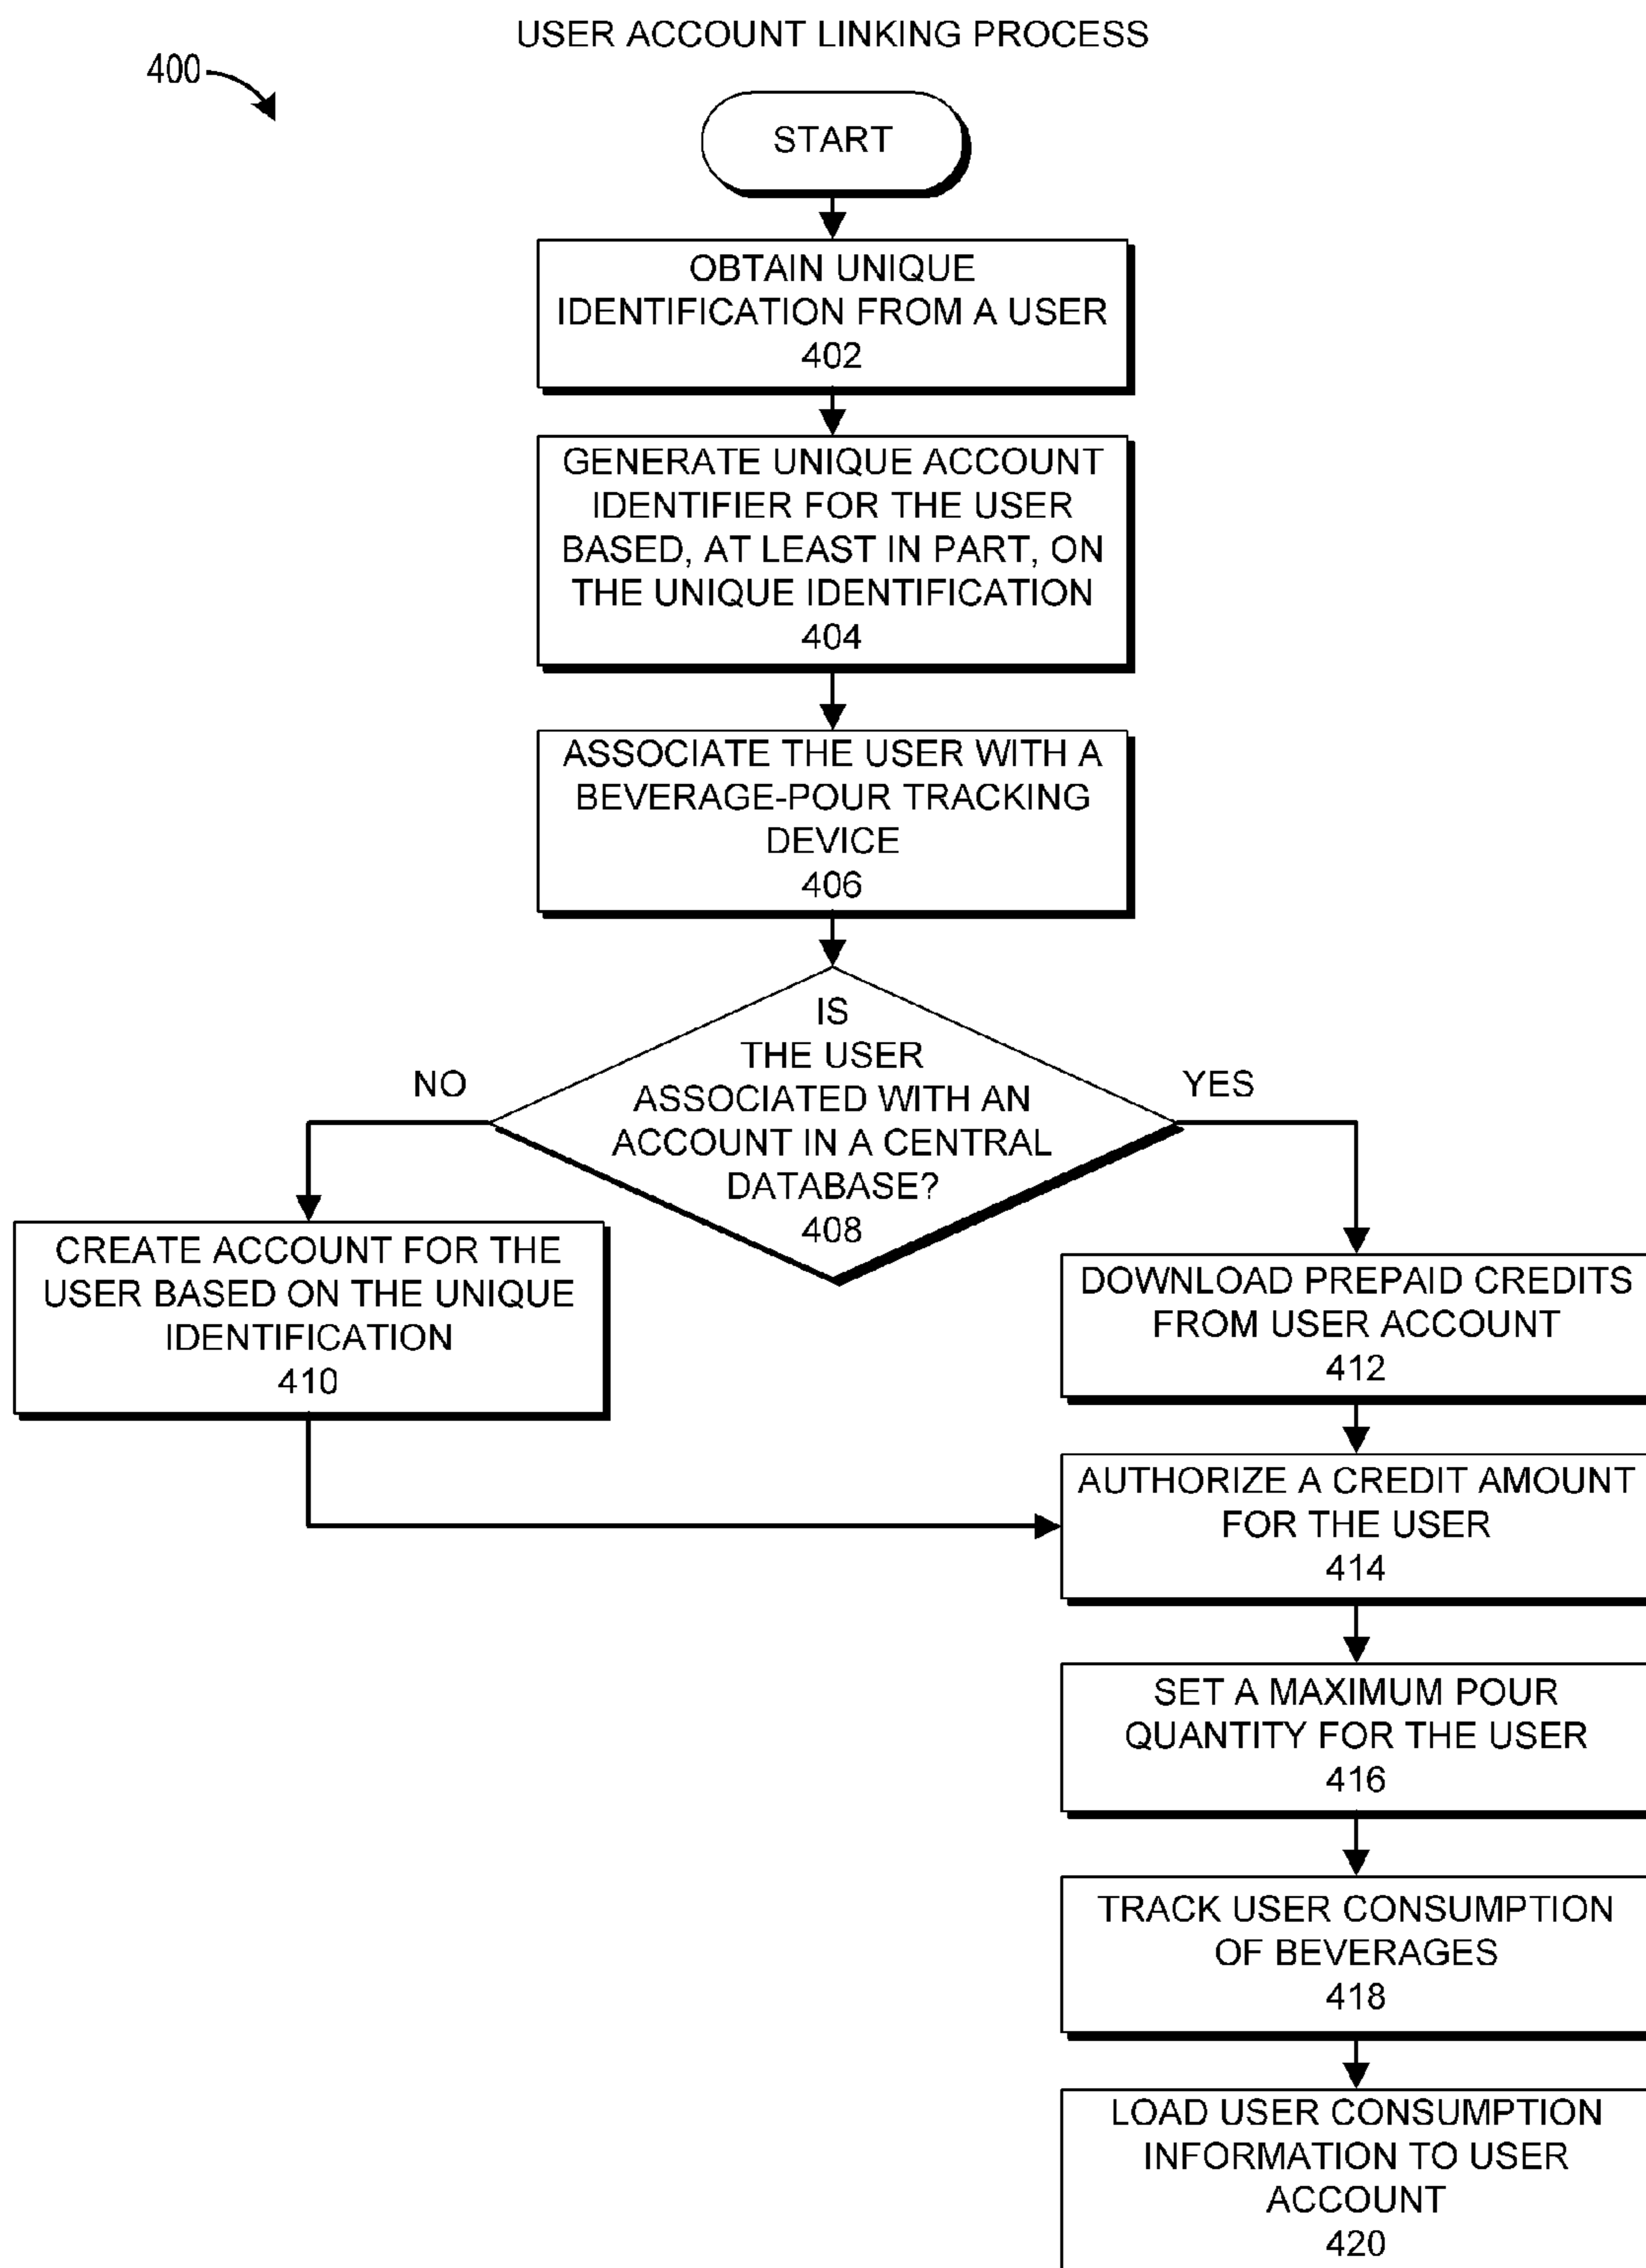 USER ACCOUNT LINKING PROCESS
400
START
OBTAIN UNIQUE
IDENTIFICATION FROM A USER
402
GENERATE UNIQUE ACCOUNT
IDENTIFIER FOR THE USER
BASED, AT LEAST IN PART, ON
THE UNIQUE IDENTIFICATION
404
ASSOCIATE THE USER WITH A
BEVERAGE-POUR TRACKING
DEVICE
406
IS
THE USER
ASSOCIATED WITH AN
ACCOUNT IN A CENTRAL
DATABASE?
408
NO
YES
CREATE ACCOUNT FOR THE
USER BASED ON THE UNIQUE
IDENTIFICATION
410
DOWNLOAD PREPAID CREDITS
FROM USER ACCOUNT
412
AUTHORIZE A CREDIT AMOUNT
FOR THE USER
414
SET A MAXIMUM POUR
QUANTITY FOR THE USER
416
TRACK USER CONSUMPTION
OF BEVERAGES
418
LOAD USER CONSUMPTION
INFORMATION TO USER
ACCOUNT
420